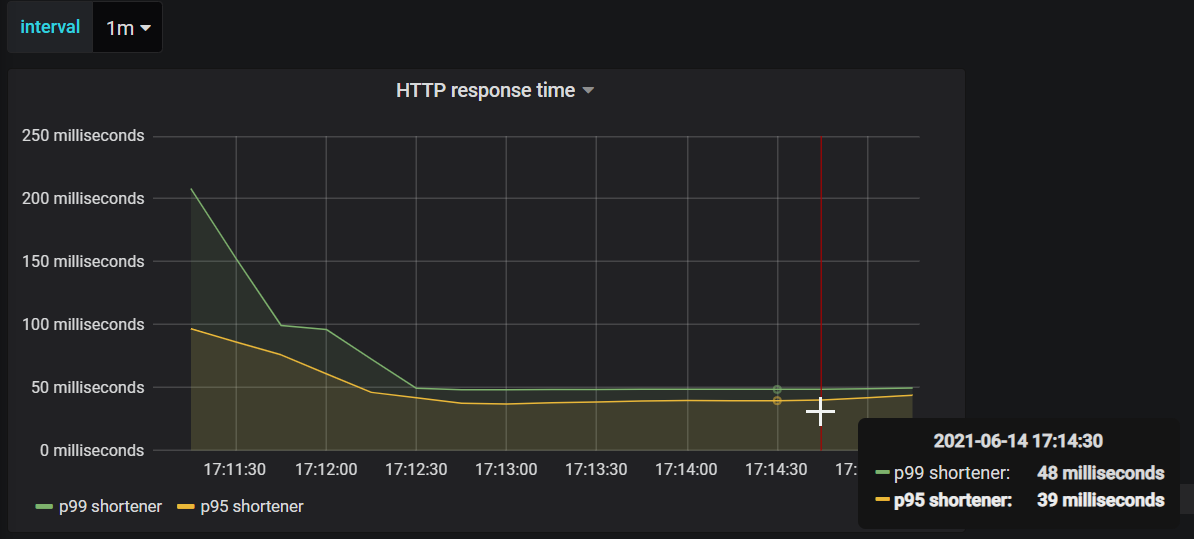 interval 1m
HTTP response time
250 milliseconds
200 milliseconds
150 milliseconds
100 milliseconds
50 milliseconds
0 milliseconds
17:11:30 17:12:00 17:12:30 17:13:00 17:13:30 17:14:00 17:14:30 17:
p99 shortener p95 shortener
2021-06-14 17:14:30
p99 shortener: 48 milliseconds
p95 shortener: 39 milliseconds